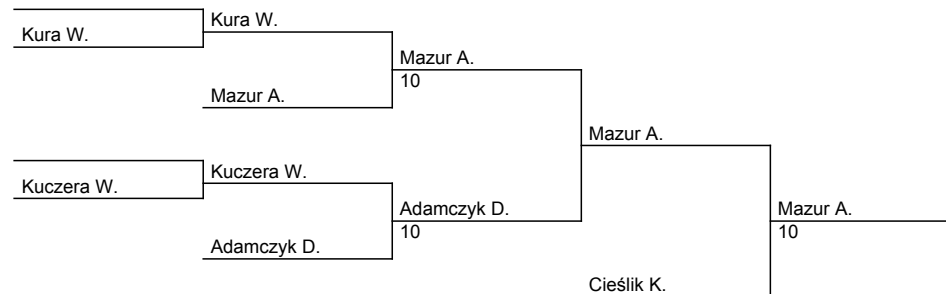 Kura W.
Kura W.
Mazur A.
10
Mazur A.
Mazur A.
Kuczera W.
Kuczera W.
Adamczyk D.
10
Mazur A.
10
Adamczyk D.
Cieślik K.